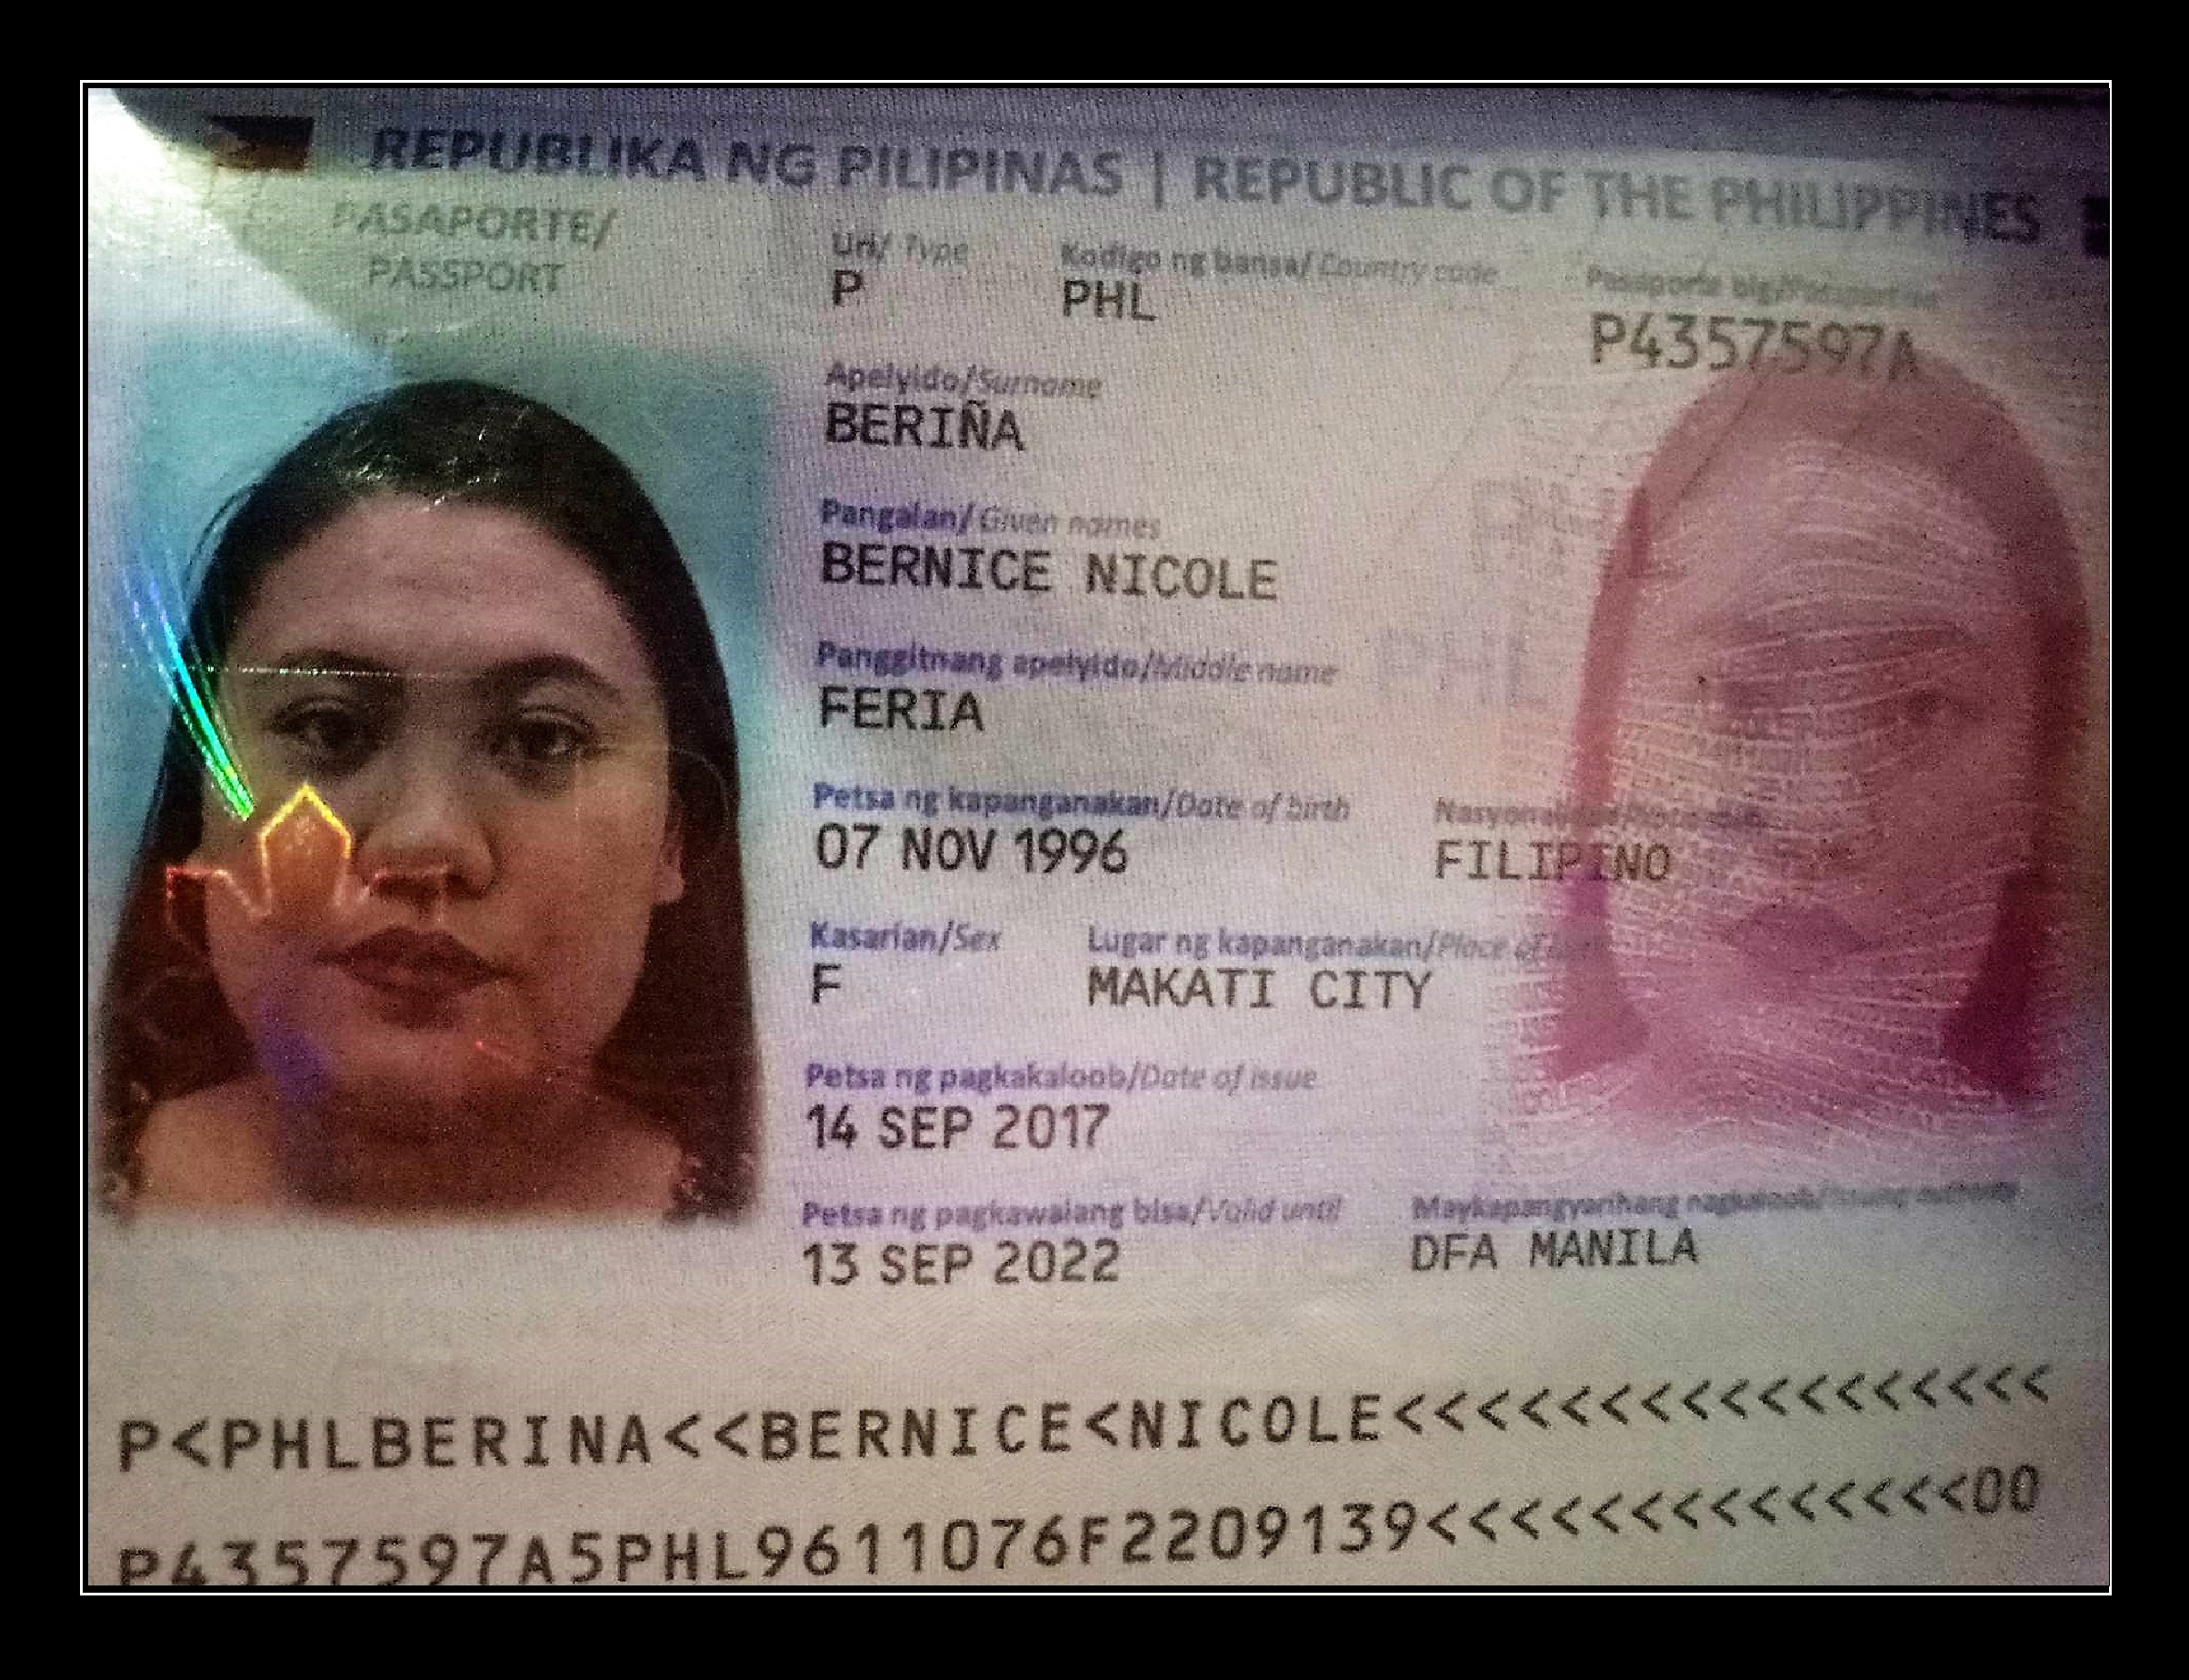 REPUBLIKA NG PILIPINAS | REPUBLIC OF THE PHILIPPINES
PASAPORTE/
PASSPORT
Uri/ Type
P
Kodigo ng bansa/ Country code
PHL
Pasaporte blg/Passport no
P4357597A
Apelyido/Surname
BERIÑA
Pangalan/Given names
BERNICE NICOLE
Panggitnang apelyido/Middle name
FERIA
Petsa ng kapanganakan/Date of birth
07 NOV 1996
FILIPINO
Kasarian/Sex
F
Lugar ng kapanganakan/Place of
MAKATI CITY
Petsa ng pagkakaloob/Date of issue
14 SEP 2017
Petsa ng pagkawalang bisa/Valid until
13 SEP 2022
Maykapangyarihang nagkaloob/Issuing authority
DFA MANILA
P<PHLBERINA<<BERNICE<NICOLE<<<<<<<<<<<<<<<<<
P4357597A5PHL9611076F2209139<<<<<<<<<<<<<<00